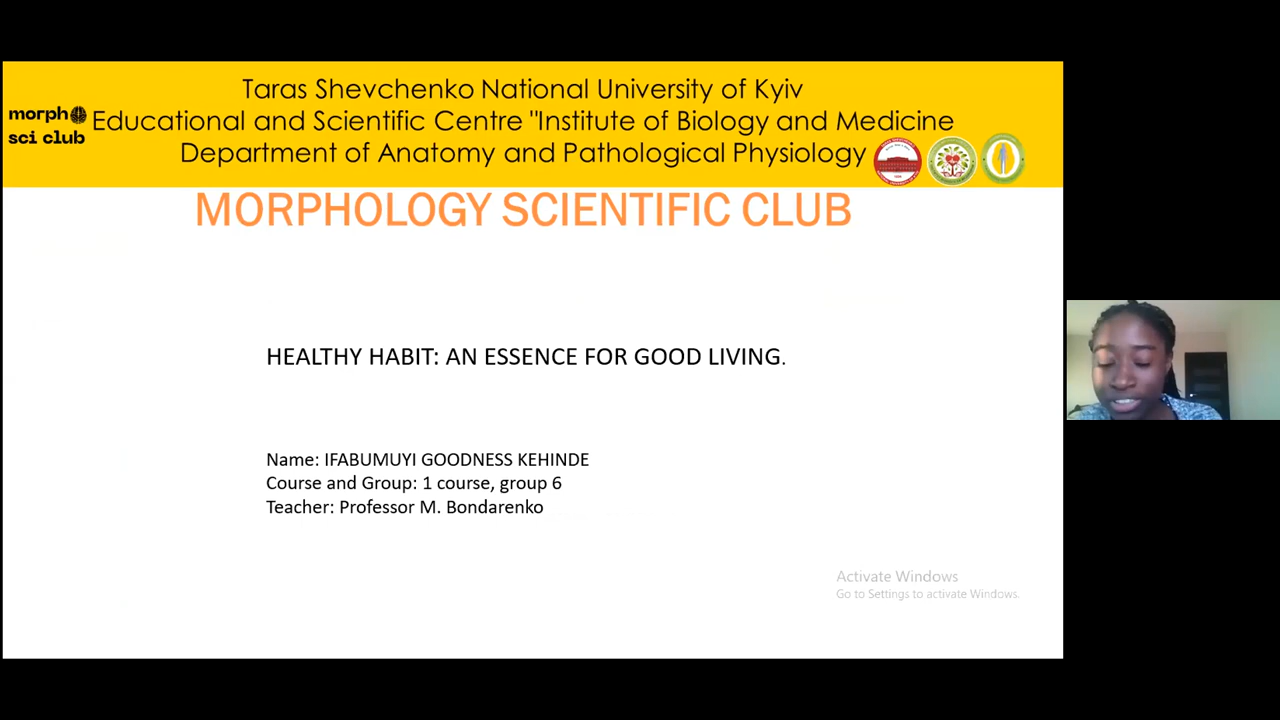 Taras Shevchenko National University of Kyiv
morpho
sci club
Educational and Scientific Centre "Institute of Biology and Medicine
Department of Anatomy and Pathological Physiology
MORPHOLOGY SCIENTIFIC CLUB
HEALTHY HABIT: AN ESSENCE FOR GOOD LIVING.
Name: IFABUMUYI GOODNESS KEHINDE
Course and Group: 1 course, group 6
Teacher: Professor M. Bondarenko
Activate Windows
Go to Settings to activate Windows.